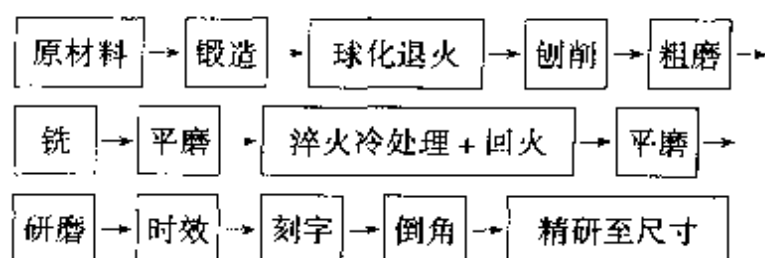 原材料→锻造→球化退火→刨削→粗磨→
铣→平磨→淬火冷处理+回火→平磨→
研磨→时效→刻字→倒角→精研至尺寸